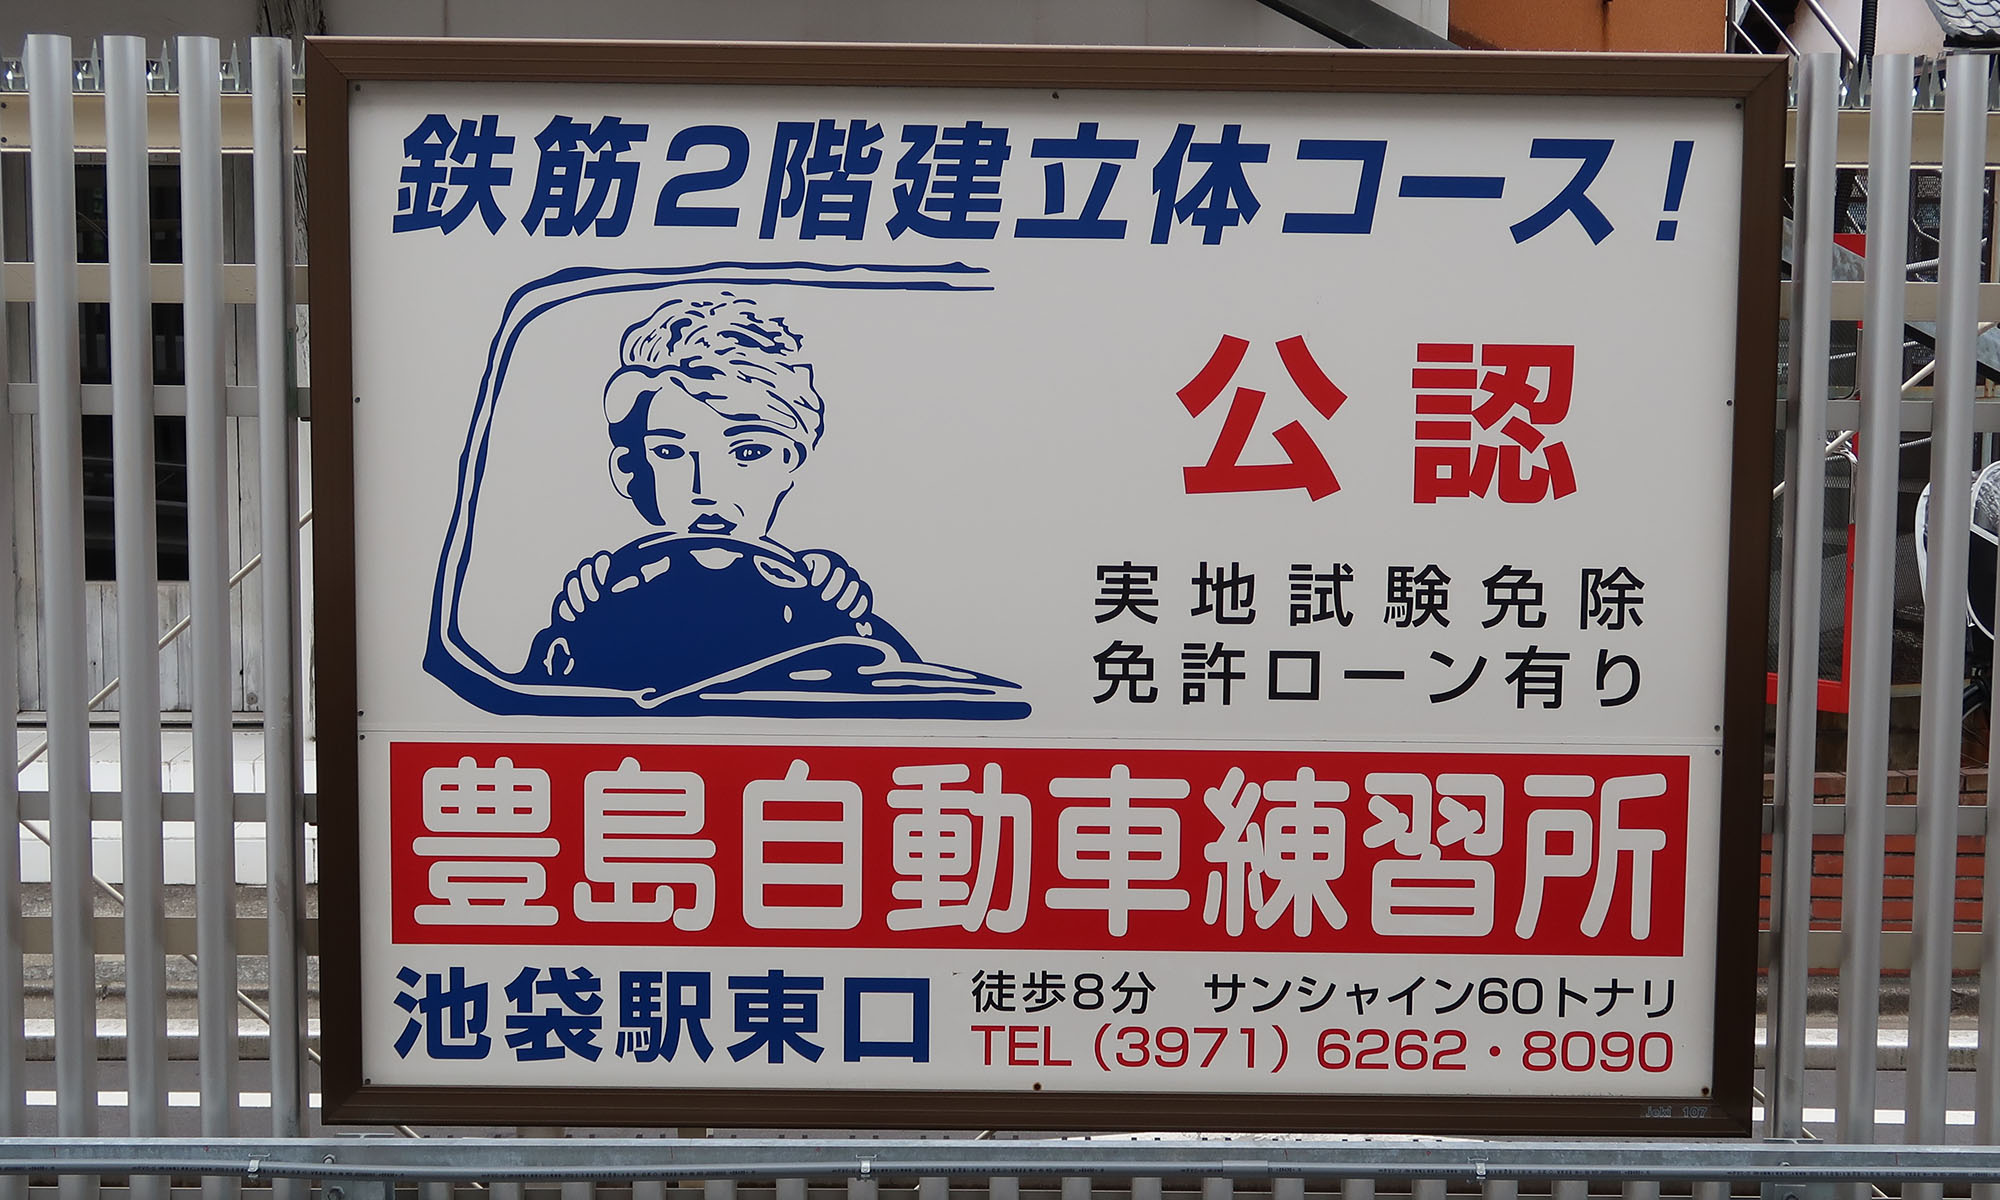 鉄筋2階建立体コース!
公認
実地試験免除
免許ローン有り
豊島自動車練習所
池袋駅東口
徒歩8分 サンシャイン60トナリ
TEL (3971) 6262・8090
jeki 107